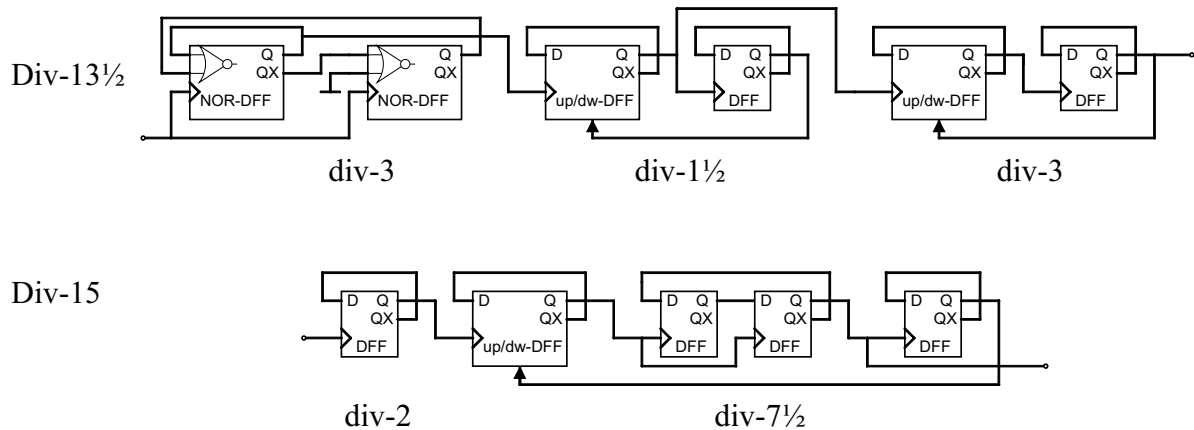 Div-13½
Q
QX
NOR-DFF
Q
QX
NOR-DFF
D Q
QX
up/dw-DFF
D Q
QX
DFF
D Q
QX
up/dw-DFF
D Q
QX
DFF
div-3
div-1½
div-3
Div-15
D Q
QX
DFF
D Q
QX
up/dw-DFF
D Q
QX
DFF
D Q
QX
DFF
D Q
QX
DFF
div-2
div-7½